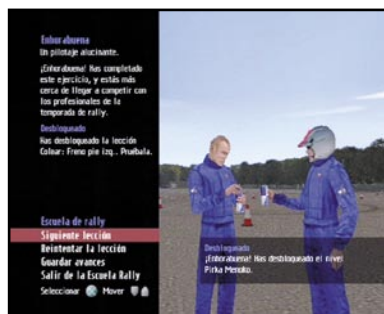 Enhorabuena
Un pilotaje alucinante.
¡Enhorabuena! Has completado
este ejercicio, y estás más
cerca de llegar a competir con
los profesionales de la
temporada de rally.
Desbloqueado
Has desbloqueado la lección
Colear: Freno pie izq.. Pruébala.
Escuela de rally
Siguiente lección
Reintentar la lección
Guardar avances
Salir de la Escuela Rally
Seleccionar Mover
Desbloqueado
¡Enhorabuena! Has desbloqueado el nivel
Pirka Menoko.